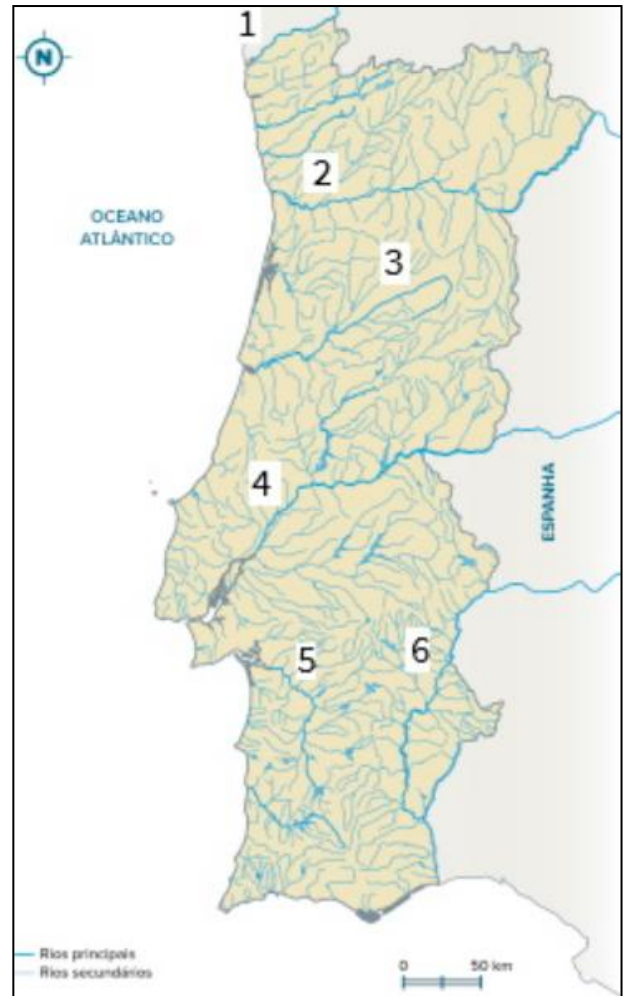 1
N
2
OCEANO
ATLÂNTICO
3
4
ESPANHA
5
6
Rios principais
Rios secundários
0 50 km